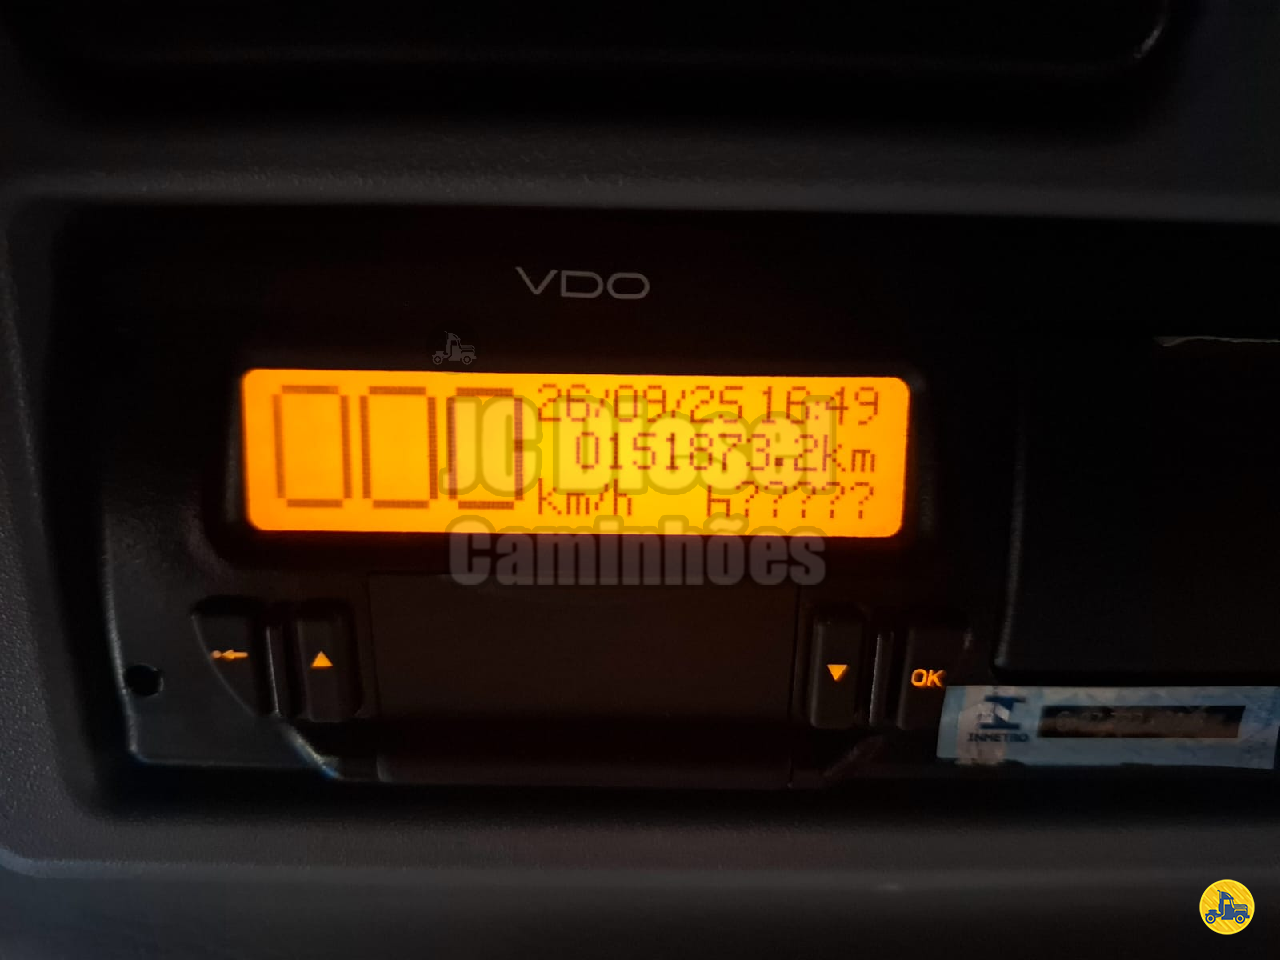 VDO
000
26/09/25 16:49
0151873.2km
km/h h?????
JC Diesel
Caminhões
OK
INMETRO